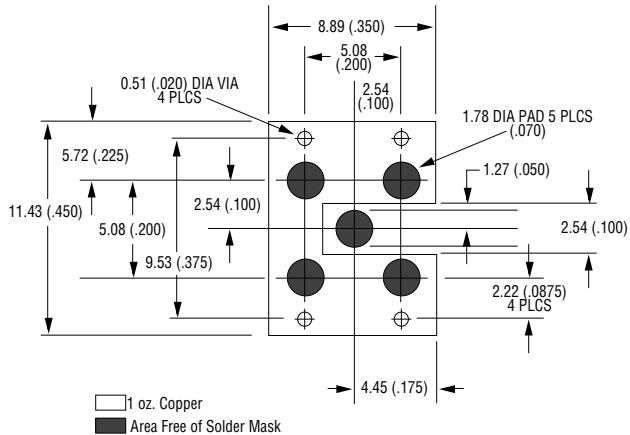 8.89 (.350)
5.08
(.200)
0.51 (.020) DIA VIA
4 PLCS
2.54
(.100)
1.78 DIA PAD 5 PLCS
(.070)
5.72 (.225)
1.27 (.050)
2.54 (.100)
11.43 (.450)
5.08 (.200)
2.54 (.100)
9.53 (.375)
2.22 (.0875)
4 PLCS
4.45 (.175)
1 oz. Copper
Area Free of Solder Mask